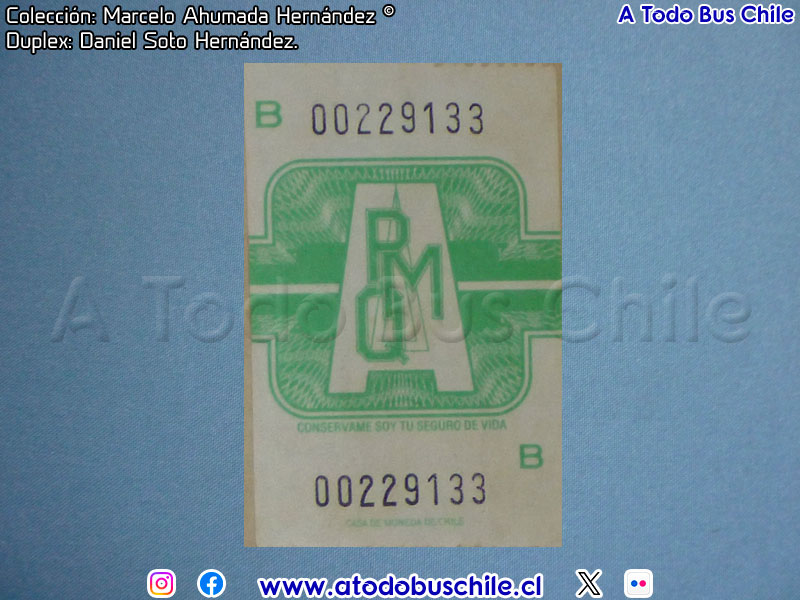 Colección: Marcelo Ahumada Hernández ©
Duplex: Daniel Soto Hernández.
A Todo Bus Chile
B 00229133
PMQ
A Todo Bus Chile
CONSERVAME SOY TU SEGURO DE VIDA
B
00229133
CASA DE MONEDA DE CHILE
www.atodobuschile.cl